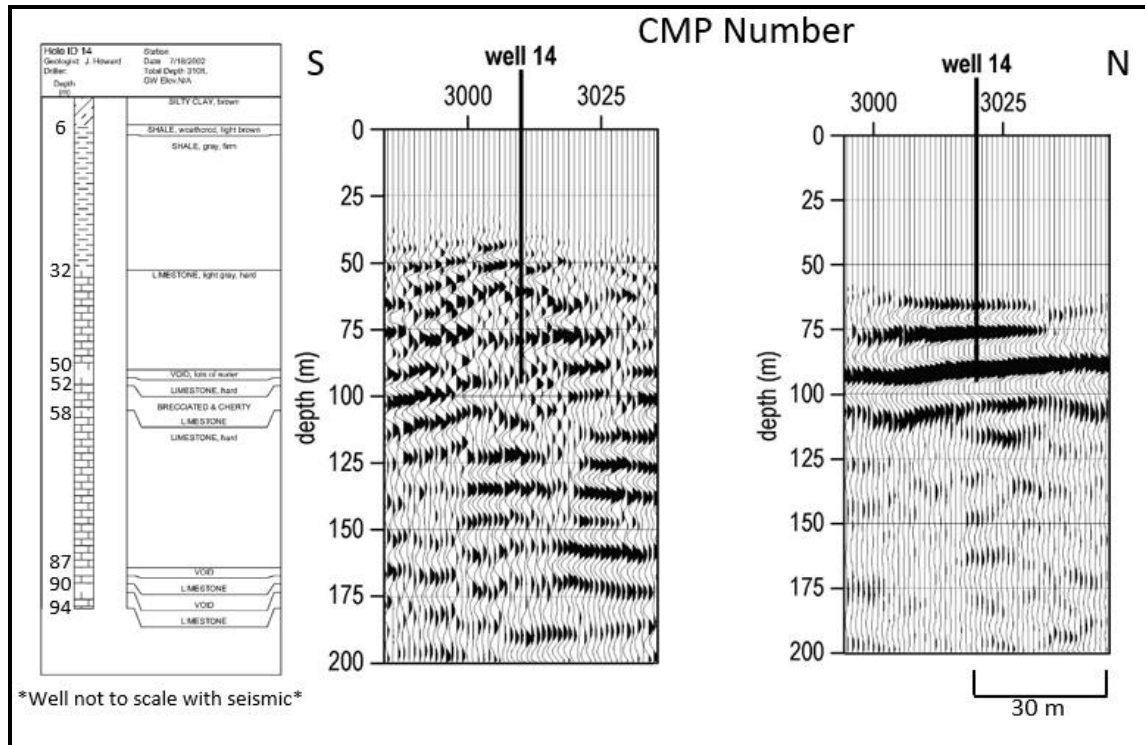 CMP Number
Hole ID 14 Station
Geologist: J. Howard Date 7/18/2002
Driller: Total Depth 310ft.
GW Elev.N/A
Depth
SILTY CLAY, brown
6
SHALE, weathered, light brown
SHALE, gray, firm
32
LIMESTONE, light gray, hard
50
VOID, lots of water
52
LIMESTONE, hard
BRECCIATED & CHERTY
58
LIMESTONE
LIMESTONE, hard
87
VOID
90
LIMESTONE
VOID
94
LIMESTONE
*Well not to scale with seismic*
S
well 14
3000 3025
0
25
50
75
100
125
150
175
200
depth (m)
N
well 14
3000 3025
0
25
50
75
100
125
150
175
200
depth (m)
30 m